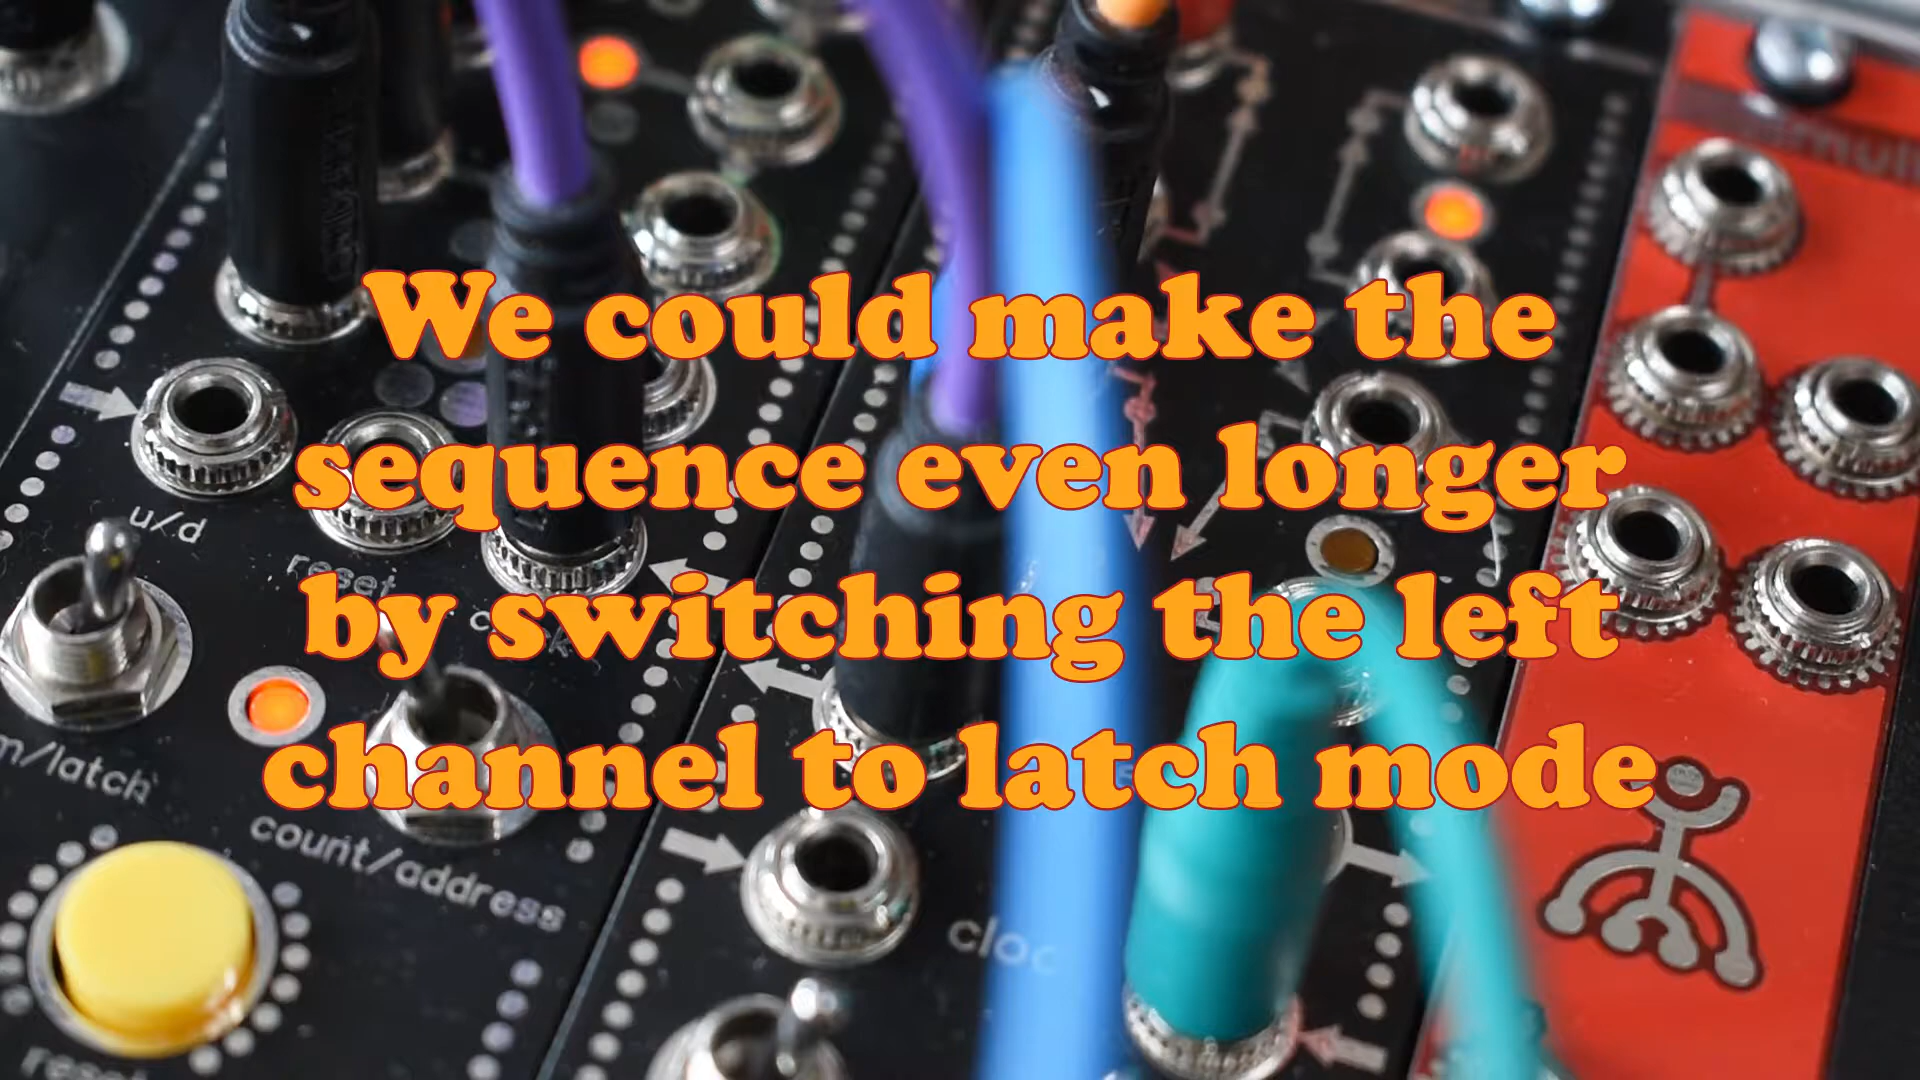 We could make the
sequence even longer
by switching the left
channel to latch mode
u/d
reset
m/latch
count/address
cloc